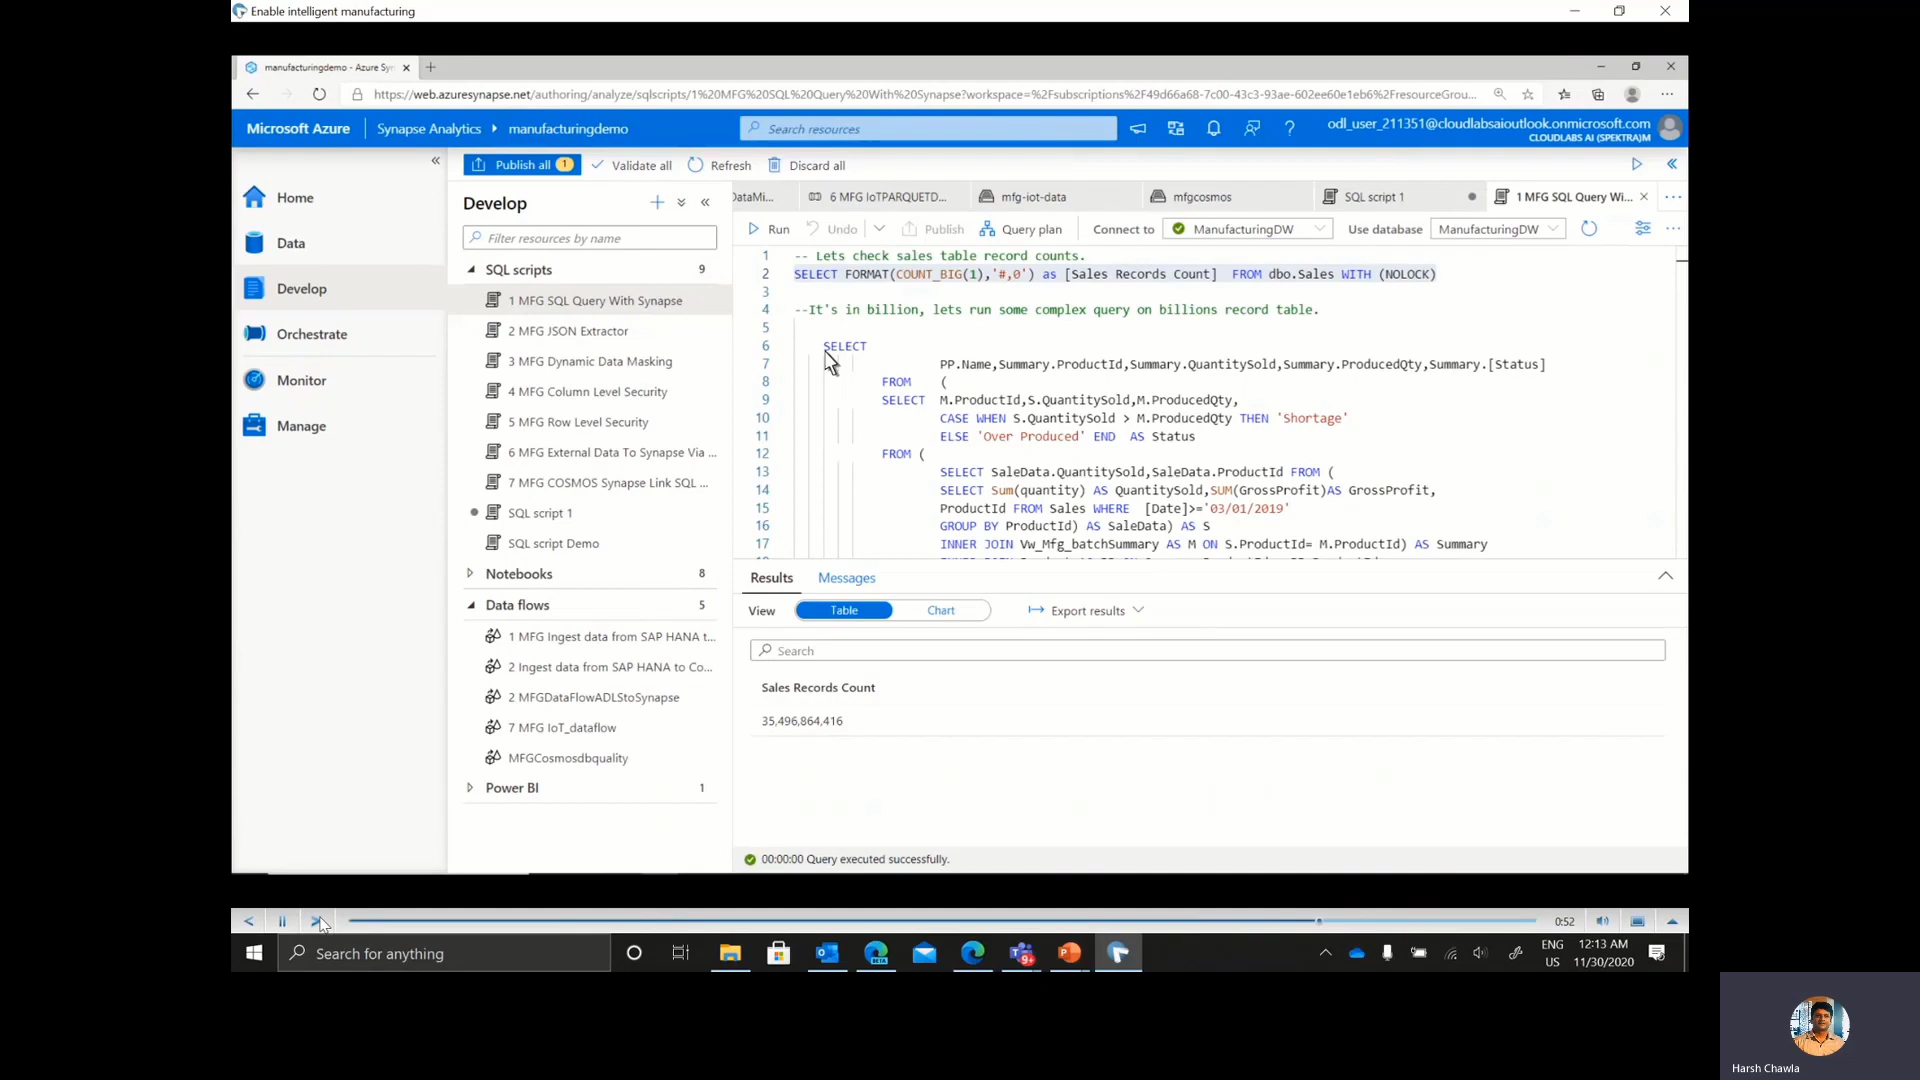 Enable intelligent manufacturing
manufacturingdemo - Azure Syn
https://web.azuresynapse.net/authoring/analyze/sqlscripts/1%20MFG%20SQL%20Query%20With%20Synapse?workspace=%2Fsubscriptions%2F49d66a68-7c00-43c3-93ae-602ee60e1eb6%2FresourceGrou...
Microsoft Azure
Synapse Analytics
manufacturingdemo
Search resources
odl_user_211351@cloudlabsaioutlook.onmicrosoft.com
CLOUDLABS AI (SPEKTRA)M
Publish all 1
Validate all
Refresh
Discard all
Home
Data
Develop
Orchestrate
Monitor
Manage
Develop
Filter resources by name
SQL scripts 9
1 MFG SQL Query With Synapse
2 MFG JSON Extractor
3 MFG Dynamic Data Masking
4 MFG Column Level Security
5 MFG Row Level Security
6 MFG External Data To Synapse Via ...
7 MFG COSMOS Synapse Link SQL ...
SQL script 1
SQL script Demo
Notebooks 8
Data flows 5
1 MFG Ingest data from SAP HANA t...
2 Ingest data from SAP HANA to Co...
2 MFGDataFlowADLStoSynapse
7 MFG IoT_dataflow
MFGCosmosdbquality
Power BI 1
DataMi...
6 MFG IoTPARQUETD...
mfg-iot-data
mfgcosmos
SQL script 1
1 MFG SQL Query Wi...
Run
Undo
Publish
Query plan
Connect to
ManufacturingDW
Use database
ManufacturingDW
1 -- Lets check sales table record counts.
2 SELECT FORMAT(COUNT_BIG(1),'#,0') as [Sales Records Count] FROM dbo.Sales WITH (NOLOCK)
3
4 --It's in billion, lets run some complex query on billions record table.
5
6 SELECT
7 PP.Name,Summary.ProductId,Summary.QuantitySold,Summary.ProducedQty,Summary.[Status]
8 FROM (
9 SELECT M.ProductId,S.QuantitySold,M.ProducedQty,
10 CASE WHEN S.QuantitySold > M.ProducedQty THEN 'Shortage'
11 ELSE 'Over Produced' END AS Status
12 FROM (
13 SELECT SaleData.QuantitySold,SaleData.ProductId FROM (
14 SELECT Sum(quantity) AS QuantitySold,SUM(GrossProfit)AS GrossProfit,
15 ProductId FROM Sales WHERE [Date]>='03/01/2019'
16 GROUP BY ProductId) AS SaleData) AS S
17 INNER JOIN Vw_Mfg_batchSummary AS M ON S.ProductId= M.ProductId) AS Summary
Results
Messages
View
Table
Chart
Export results
Search
Sales Records Count
35,496,864,416
00:00:00 Query executed successfully.
0:52
Search for anything
BETA
9+
ENG
US
12:13 AM
11/30/2020
Harsh Chawla